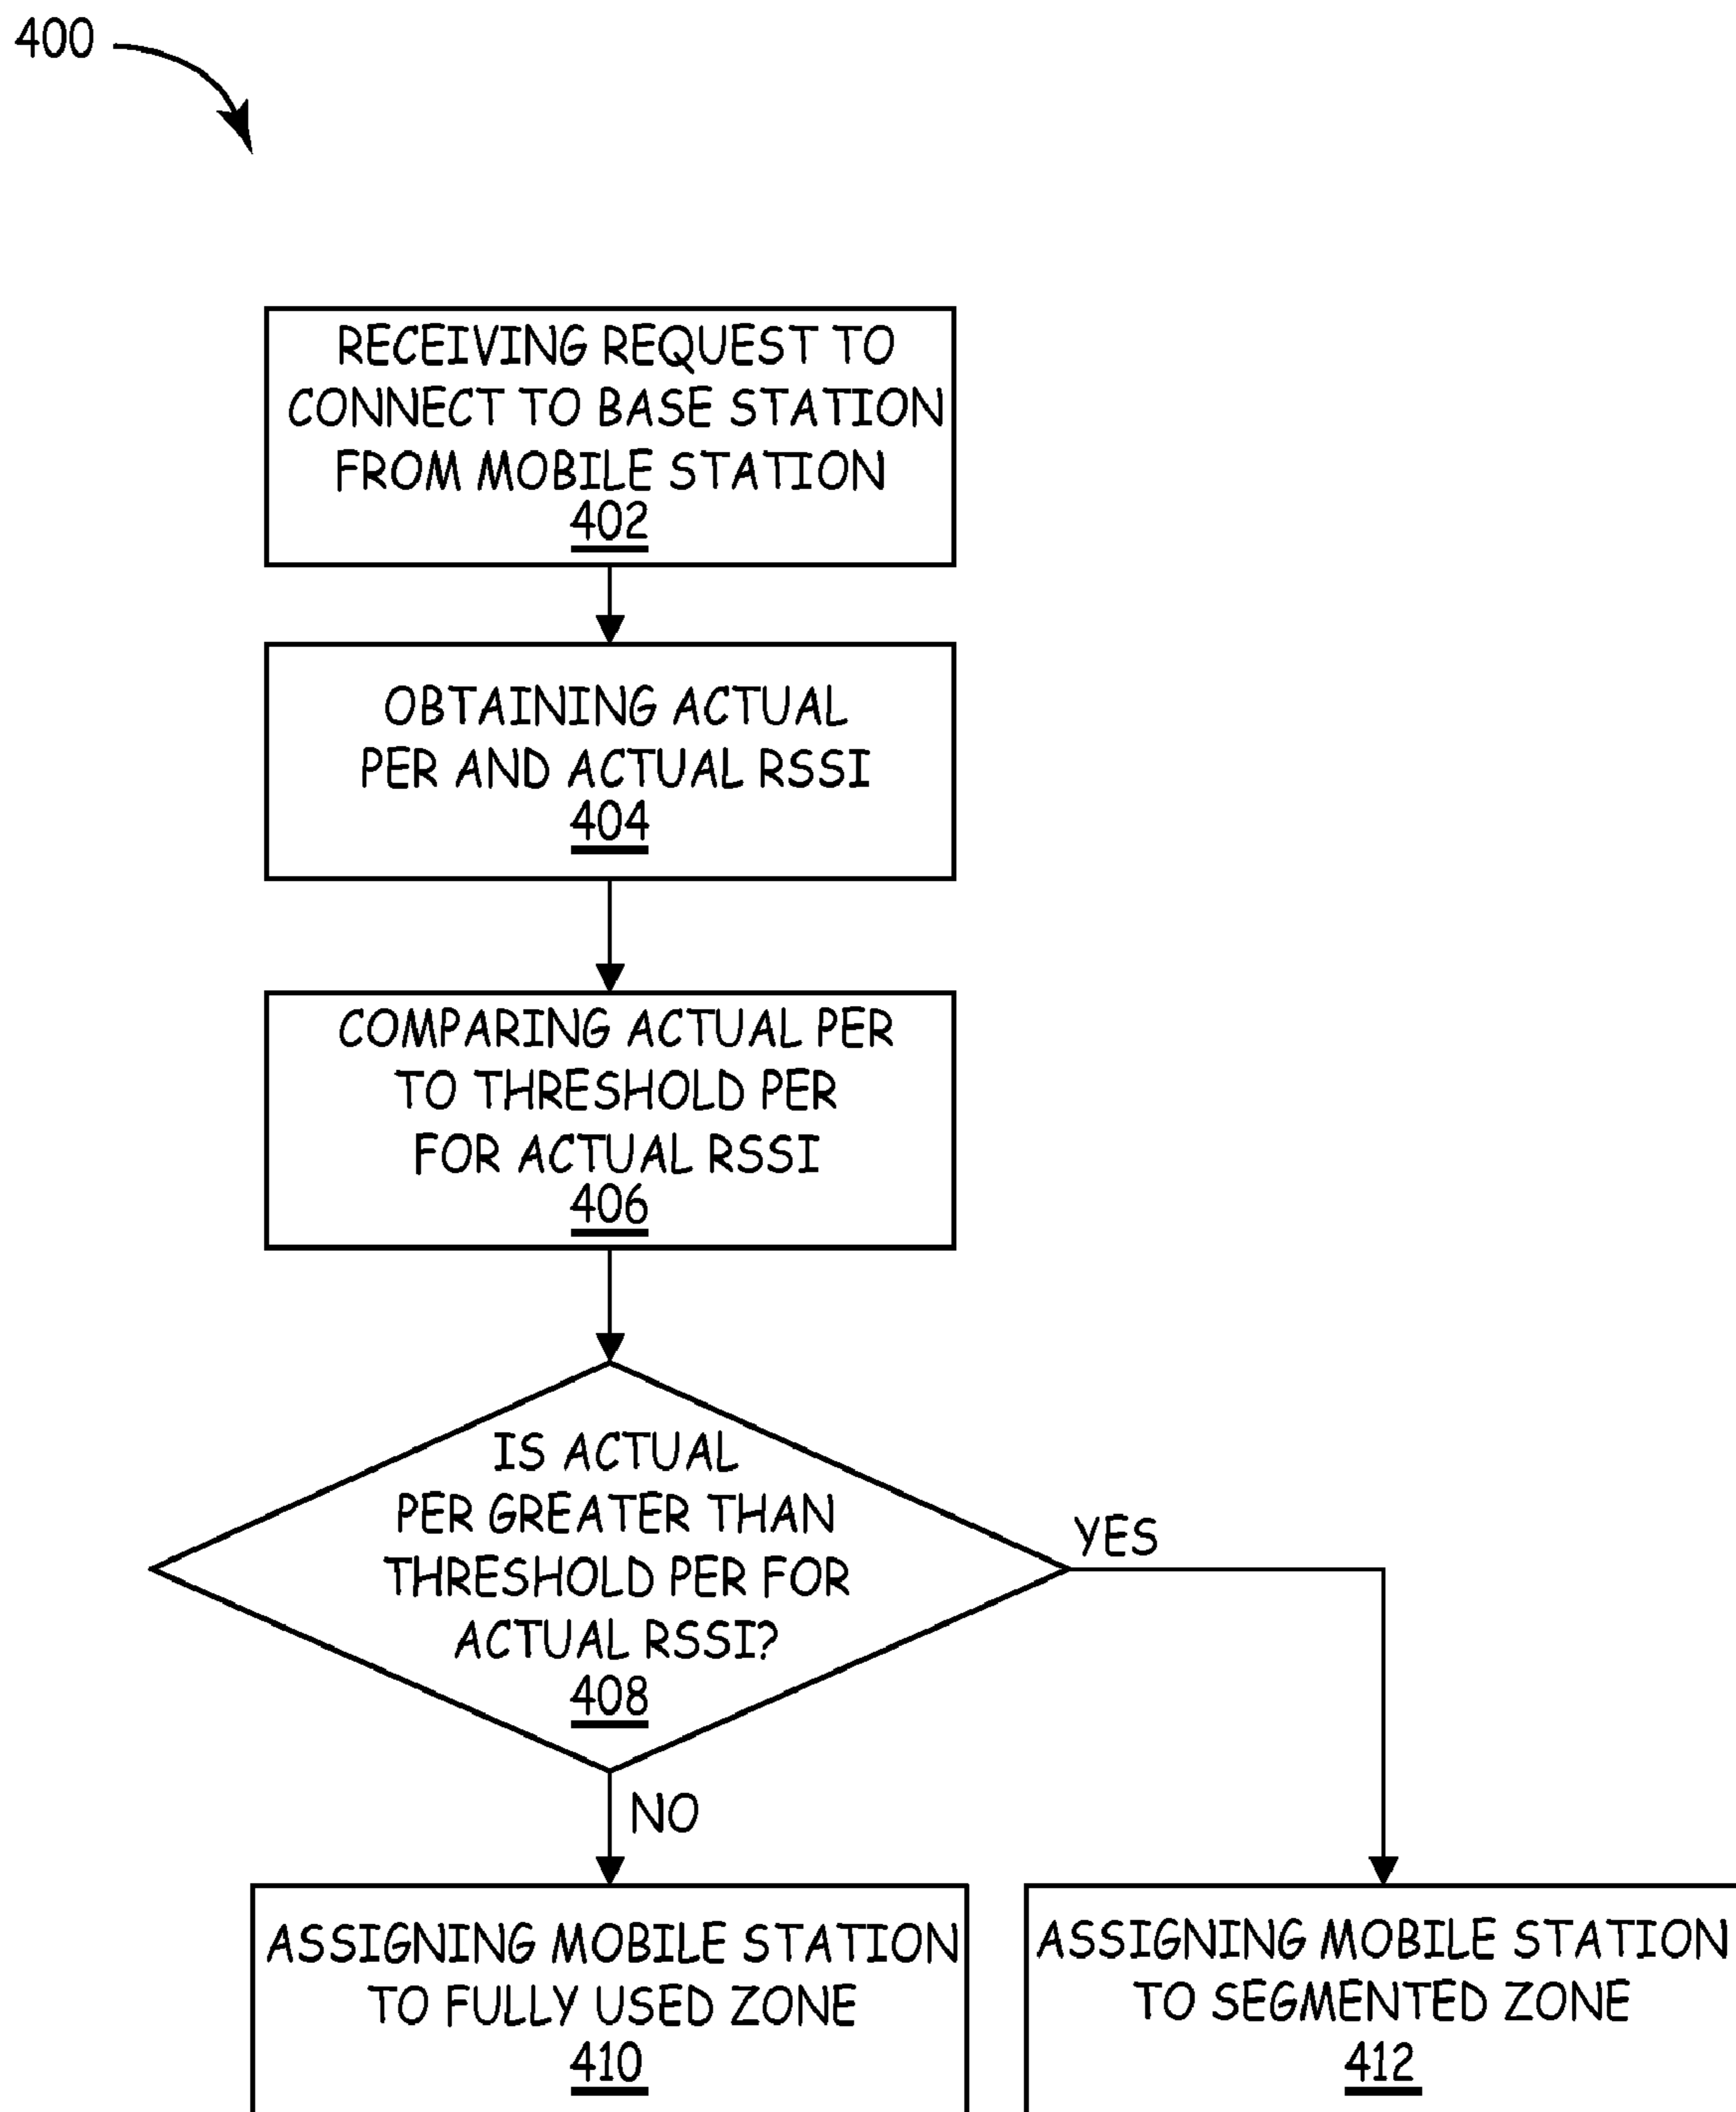 400
RECEIVING REQUEST TO
CONNECT TO BASE STATION
FROM MOBILE STATION
402
OBTAINING ACTUAL
PER AND ACTUAL RSSI
404
COMPARING ACTUAL PER
TO THRESHOLD PER
FOR ACTUAL RSSI
406
IS ACTUAL
PER GREATER THAN
THRESHOLD PER FOR
ACTUAL RSSI?
408
YES
NO
ASSIGNING MOBILE STATION
TO FULLY USED ZONE
410
ASSIGNING MOBILE STATION
TO SEGMENTED ZONE
412